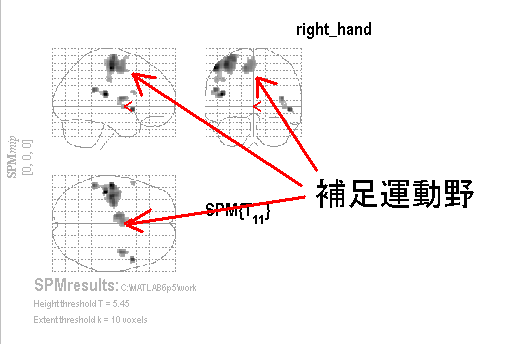 right_hand
SPMmip
[0, 0, 0]
<
<
補足運動野
SPM{T11}
SPMresults: C:\MATLAB6p5\work
Height threshold T = 5.45
Extent threshold k = 10 voxels